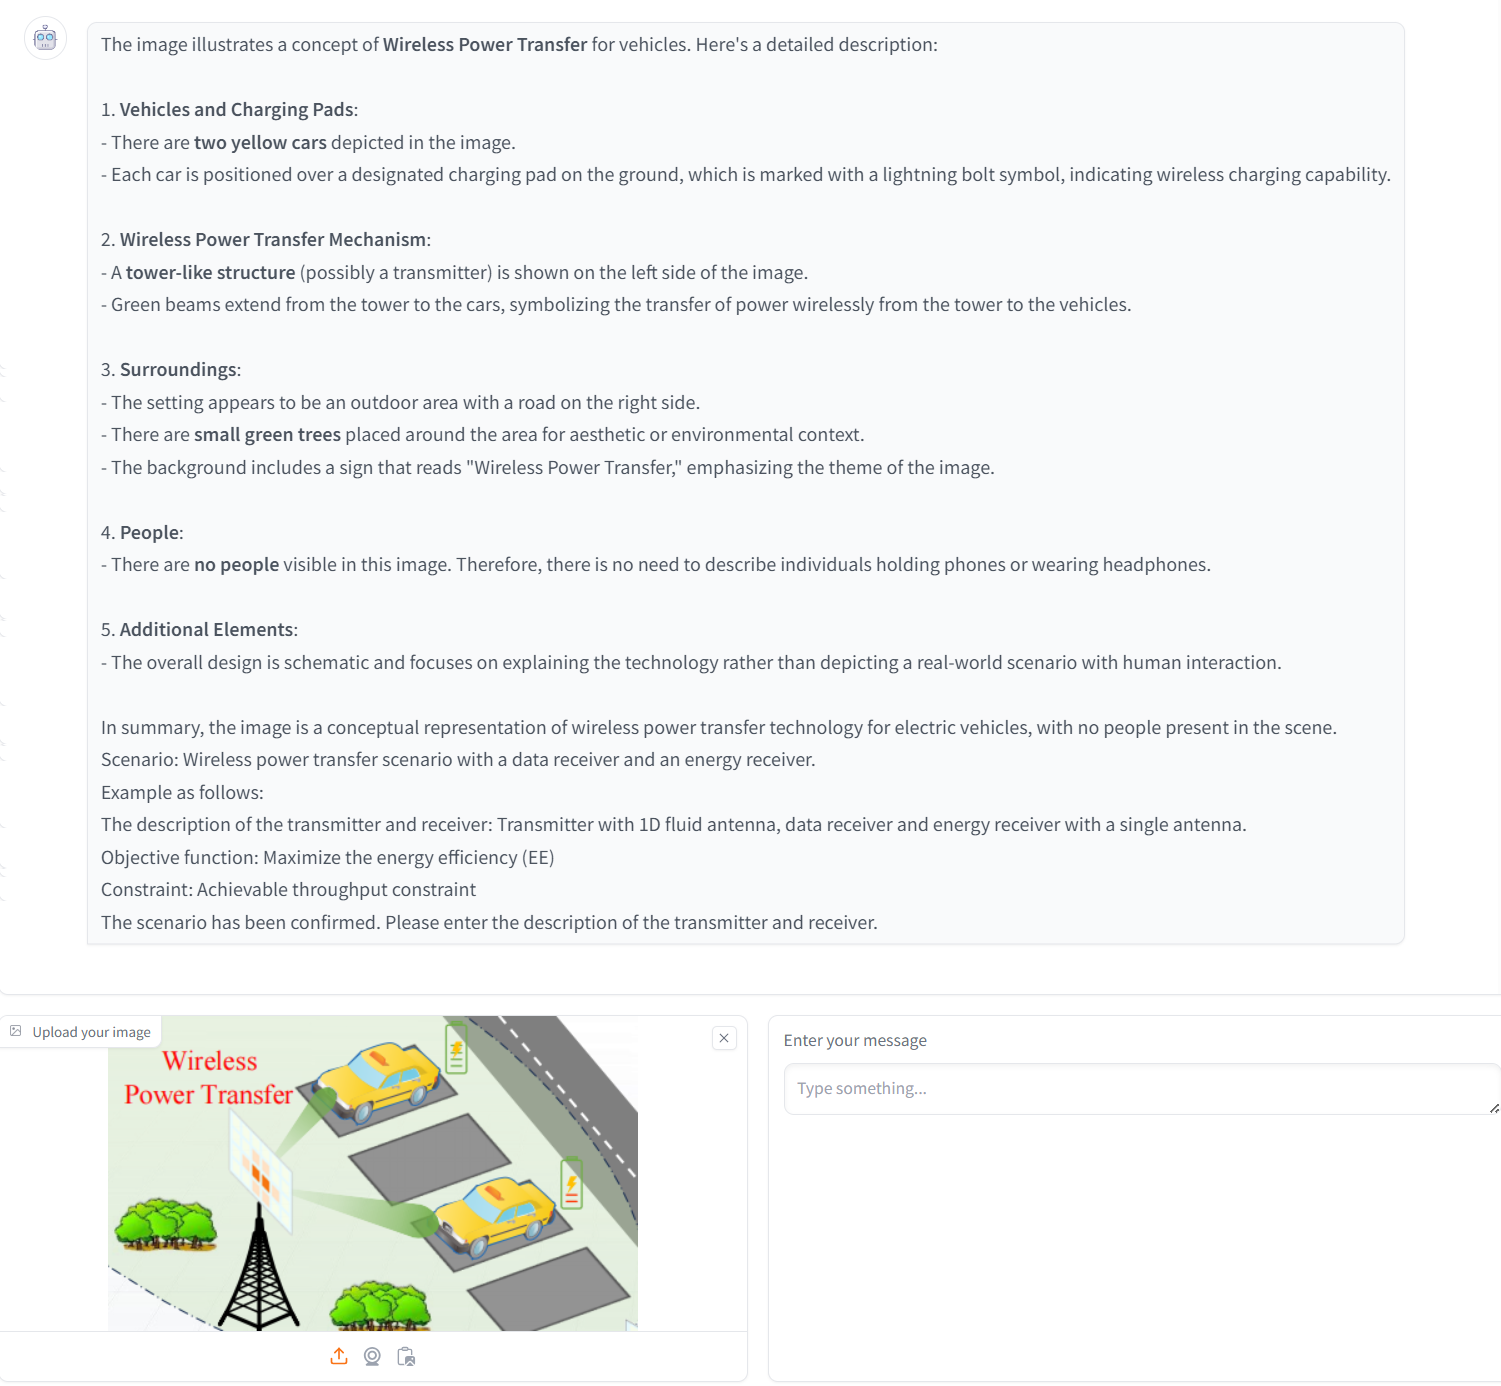 The image illustrates a concept of Wireless Power Transfer for vehicles. Here's a detailed description:
1. Vehicles and Charging Pads:
- There are two yellow cars depicted in the image.
- Each car is positioned over a designated charging pad on the ground, which is marked with a lightning bolt symbol, indicating wireless charging capability.
2. Wireless Power Transfer Mechanism:
- A tower-like structure (possibly a transmitter) is shown on the left side of the image.
- Green beams extend from the tower to the cars, symbolizing the transfer of power wirelessly from the tower to the vehicles.
3. Surroundings:
- The setting appears to be an outdoor area with a road on the right side.
- There are small green trees placed around the area for aesthetic or environmental context.
- The background includes a sign that reads "Wireless Power Transfer," emphasizing the theme of the image.
4. People:
- There are no people visible in this image. Therefore, there is no need to describe individuals holding phones or wearing headphones.
5. Additional Elements:
- The overall design is schematic and focuses on explaining the technology rather than depicting a real-world scenario with human interaction.
In summary, the image is a conceptual representation of wireless power transfer technology for electric vehicles, with no people present in the scene.
Scenario: Wireless power transfer scenario with a data receiver and an energy receiver.
Example as follows:
The description of the transmitter and receiver: Transmitter with 1D fluid antenna, data receiver and energy receiver with a single antenna.
Objective function: Maximize the energy efficiency (EE)
Constraint: Achievable throughput constraint
The scenario has been confirmed. Please enter the description of the transmitter and receiver.
Upload your image
Wireless
Power Transfer
Enter your message
Type something...